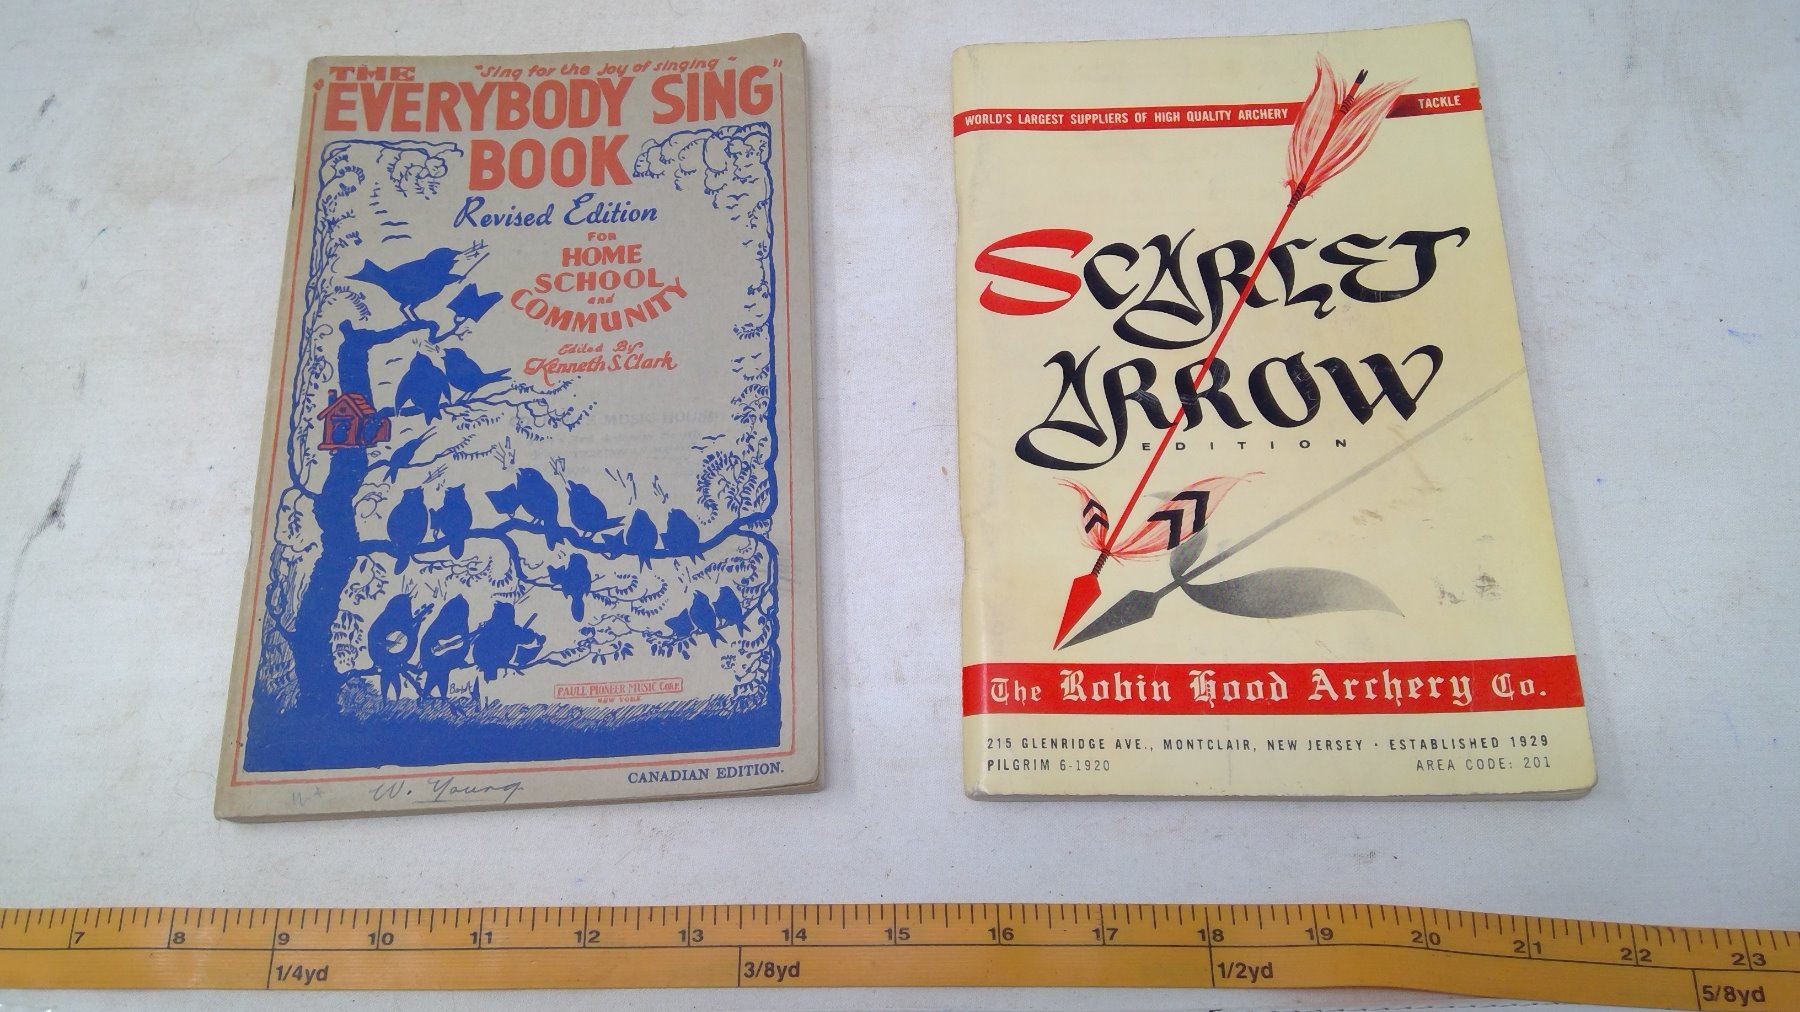 "Sing for the Joy of singing"
THE
EVERYBODY SING
BOOK
Revised Edition
FOR
HOME
SCHOOL
and
COMMUNITY
Edited By
Kenneth S. Clark
PAULL PIONEER MUSIC CORP.
NEW YORK
CANADIAN EDITION.
W. Young
WORLD'S LARGEST SUPPLIERS OF HIGH QUALITY ARCHERY TACKLE
SCARLET
ARROW
EDITION
The Robin Hood Archery Co.
215 GLENRIDGE AVE., MONTCLAIR, NEW JERSEY · ESTABLISHED 1929
PILGRIM 6-1920 AREA CODE: 201
7 8 9 10 11 12 13 14 15 16 17 18 19 20 21 22 23
1/4yd 3/8yd 1/2yd 5/8yd